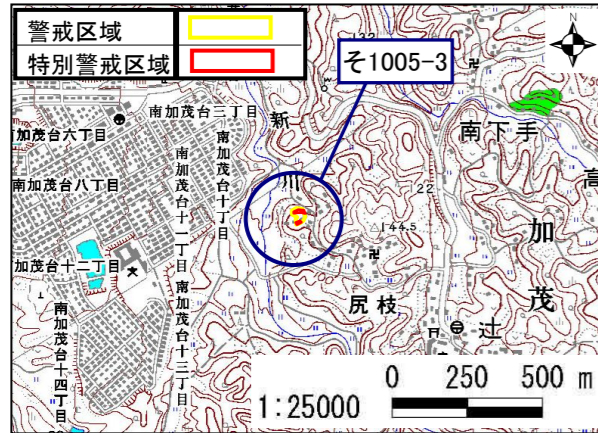 警戒区域
特別警戒区域
そ1005-3
N
132
南加茂台三丁目
南加茂台六丁目
新
南下手
南加茂台八丁目
南加茂台十一丁目
南加茂台十丁目
川
22
高
加
144.5
加茂台十二丁目
茂
尻枝
辻
南加茂台十四丁目
南加茂台十三丁目
0 250 500 m
1:25000